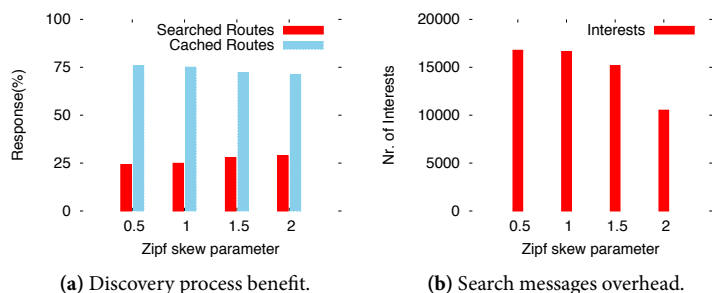 100
75
50
25
0
Response(%)
Searched Routes
Cached Routes
0.5 1 1.5 2
Zipf skew parameter
(a) Discovery process benefit.
20000
15000
10000
5000
0
Nr. of Interests
Interests
0.5 1 1.5 2
Zipf skew parameter
(b) Search messages overhead.